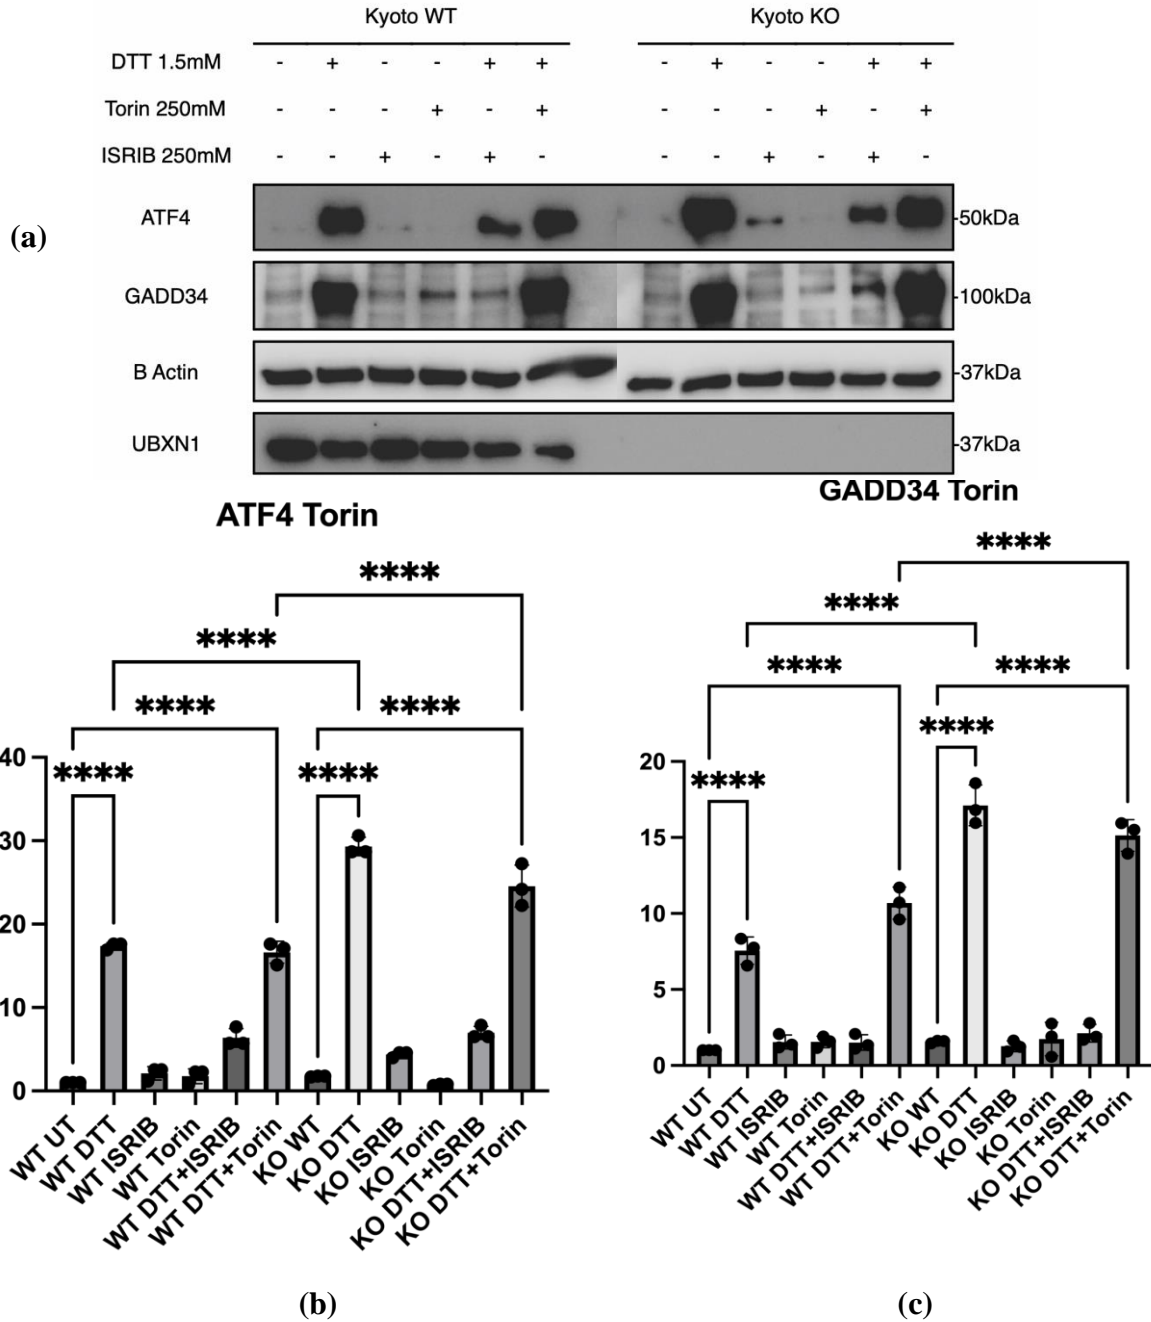 Kyoto WT Kyoto KO
DTT 1.5mM - + - - + + - + - - + +
Torin 250mM - - - + - + - - - + - +
ISRIB 250mM - - + - + - - - + - + -
(a)
ATF4 -50kDa
GADD34 -100kDa
B Actin -37kDa
UBXN1 -37kDa
ATF4 Torin
**** 
**** 
**** ****
**** ****
40
30
20
10
0
WT UT
WT DTT
WT ISRIB
WT Torin
WT DTT+ISRIB
WT DTT+Torin
KO WT
KO DTT
KO ISRIB
KO Torin
KO DTT+ISRIB
KO DTT+Torin
(b)
GADD34 Torin
****
****
**** ****
****
****
20
15
10
5
0
WT UT
WT DTT
WT ISRIB
WT Torin
WT DTT+ISRIB
WT DTT+Torin
KO WT
KO DTT
KO ISRIB
KO Torin
KO DTT+ISRIB
KO DTT+Torin
(c)